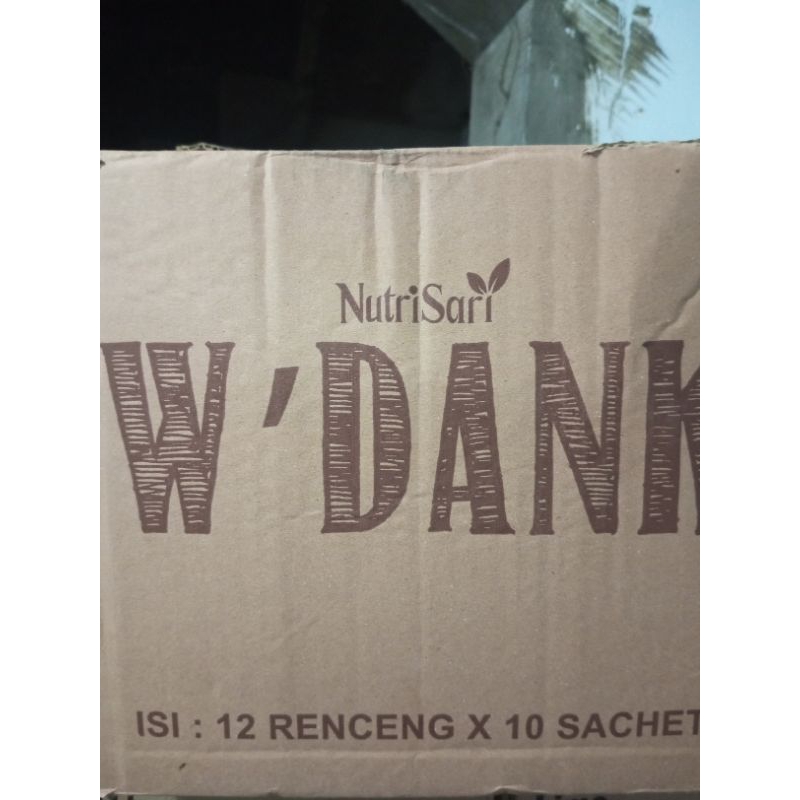 NutriSari
W'DANK
ISI : 12 RENCENG X 10 SACHET